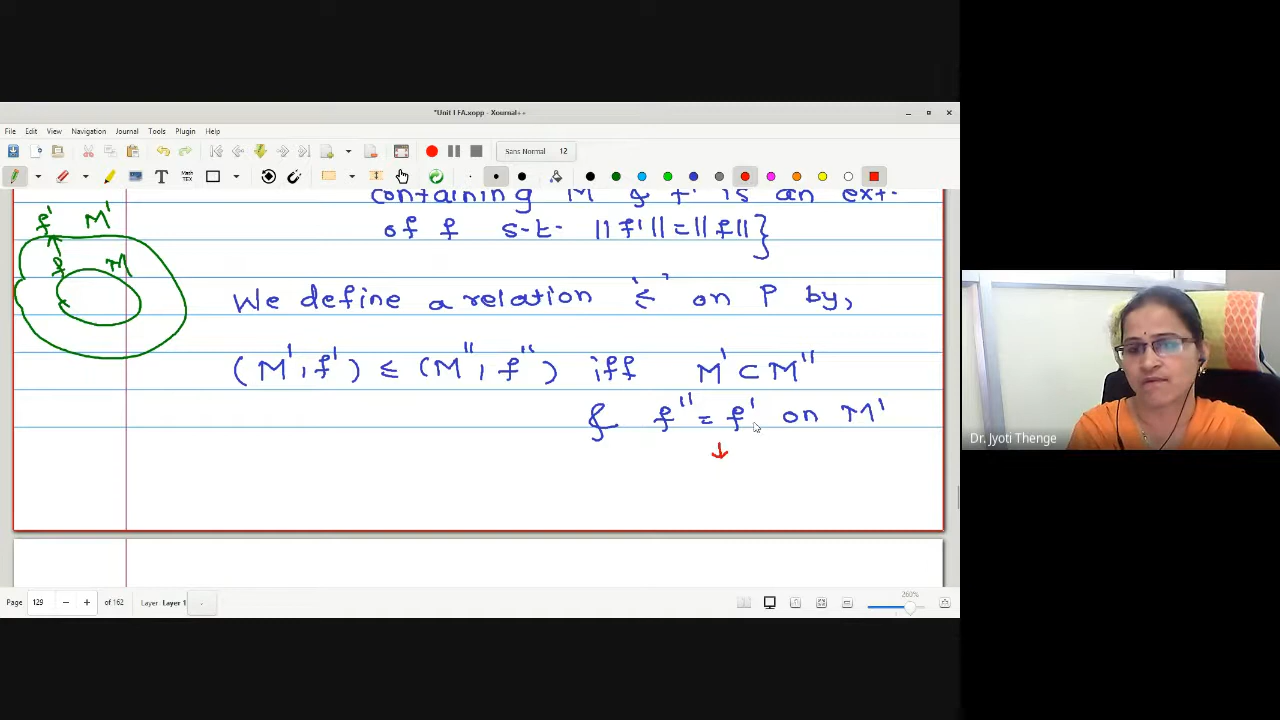 *Unit I FA.xopp - Xournal++
File Edit View Navigation Journal Tools Plugin Help
Sans Normal 12
containing M & f' is an ext.
of f s.t. ||f'||=||f||}
f' M'
f M
We define a relation '≤' on P by,
(M', f') ≤ (M'', f'') iff M' ⊂ M''
& f'' = f' on M'
Dr. Jyoti Thenge
Page 129 of 162 Layer: Layer 1 260%